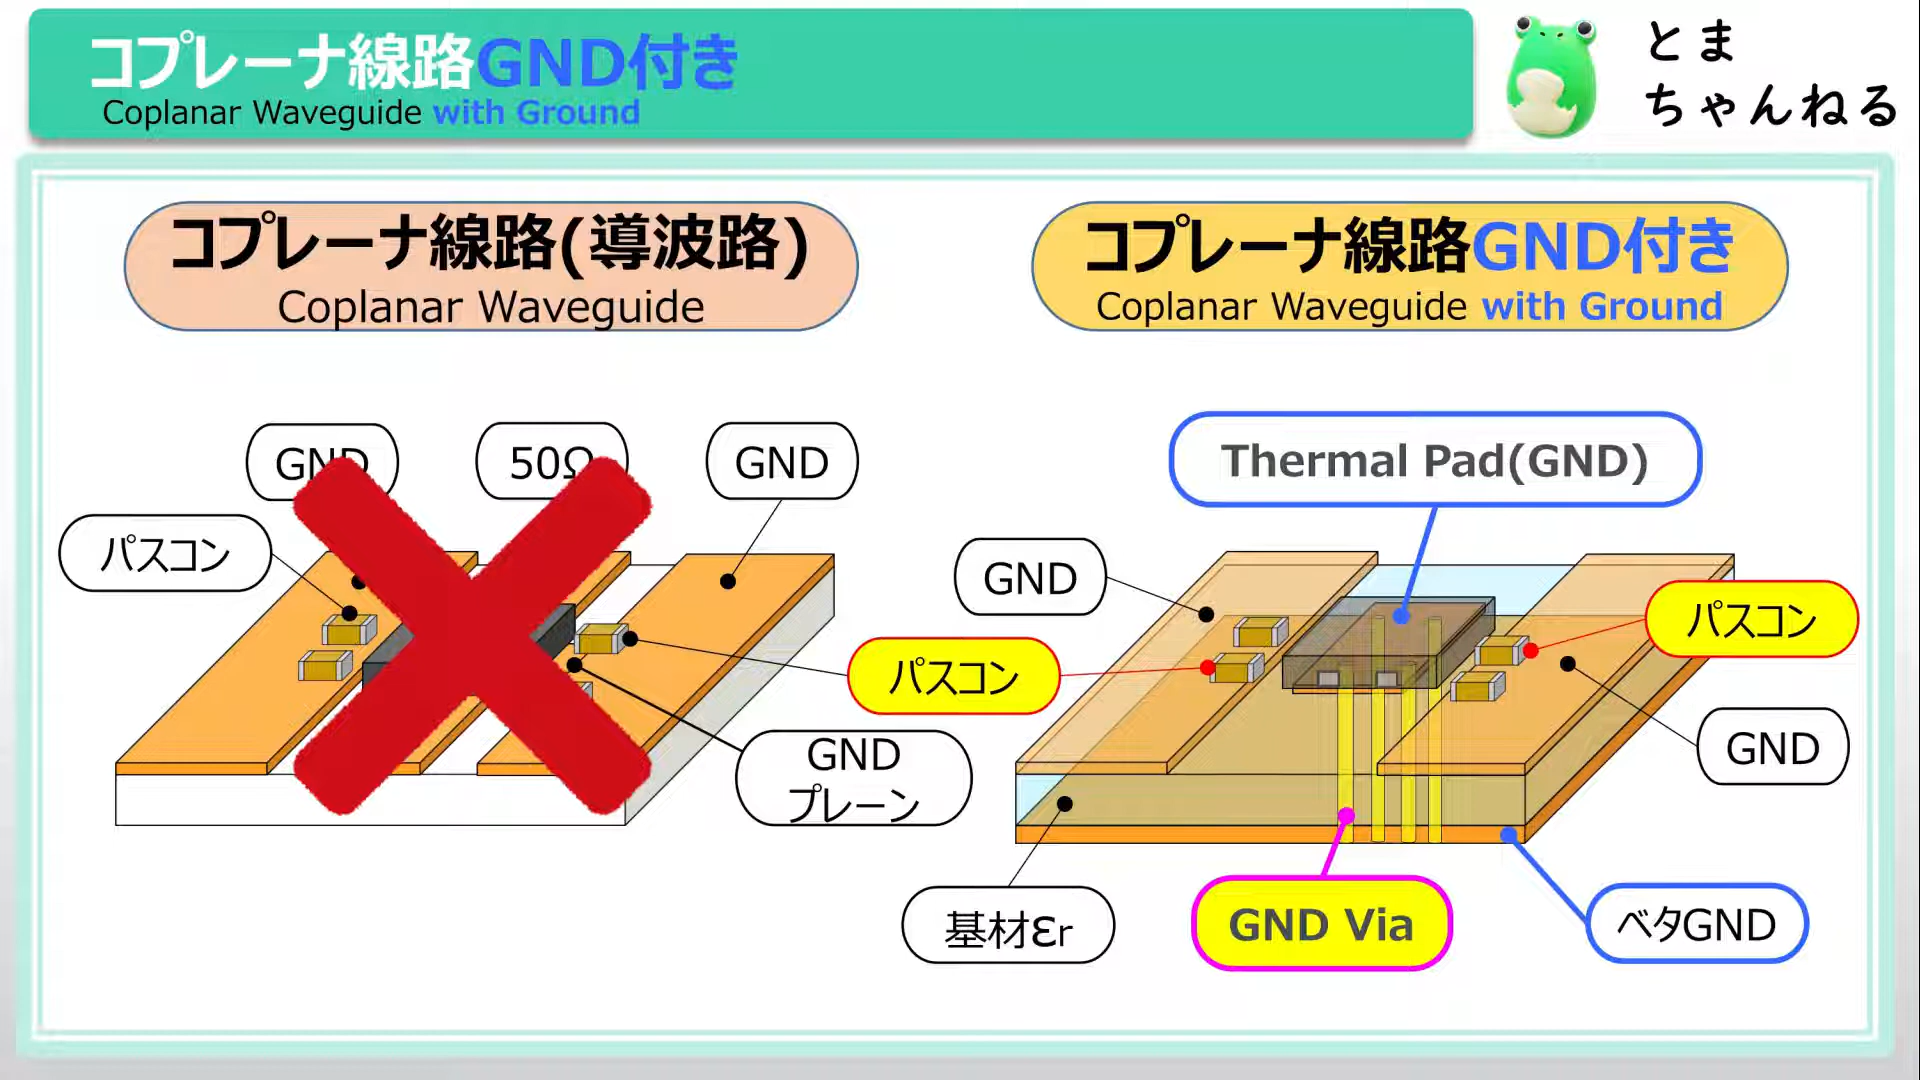 コプレーナ線路GND付き
Coplanar Waveguide with Ground
とま
ちゃんねる
コプレーナ線路(導波路)
Coplanar Waveguide
コプレーナ線路GND付き
Coplanar Waveguide with Ground
GND
50Ω
GND
パスコン
パスコン
GND
プレーン
Thermal Pad(GND)
GND
パスコン
GND
基材εr
GND Via
ベタGND